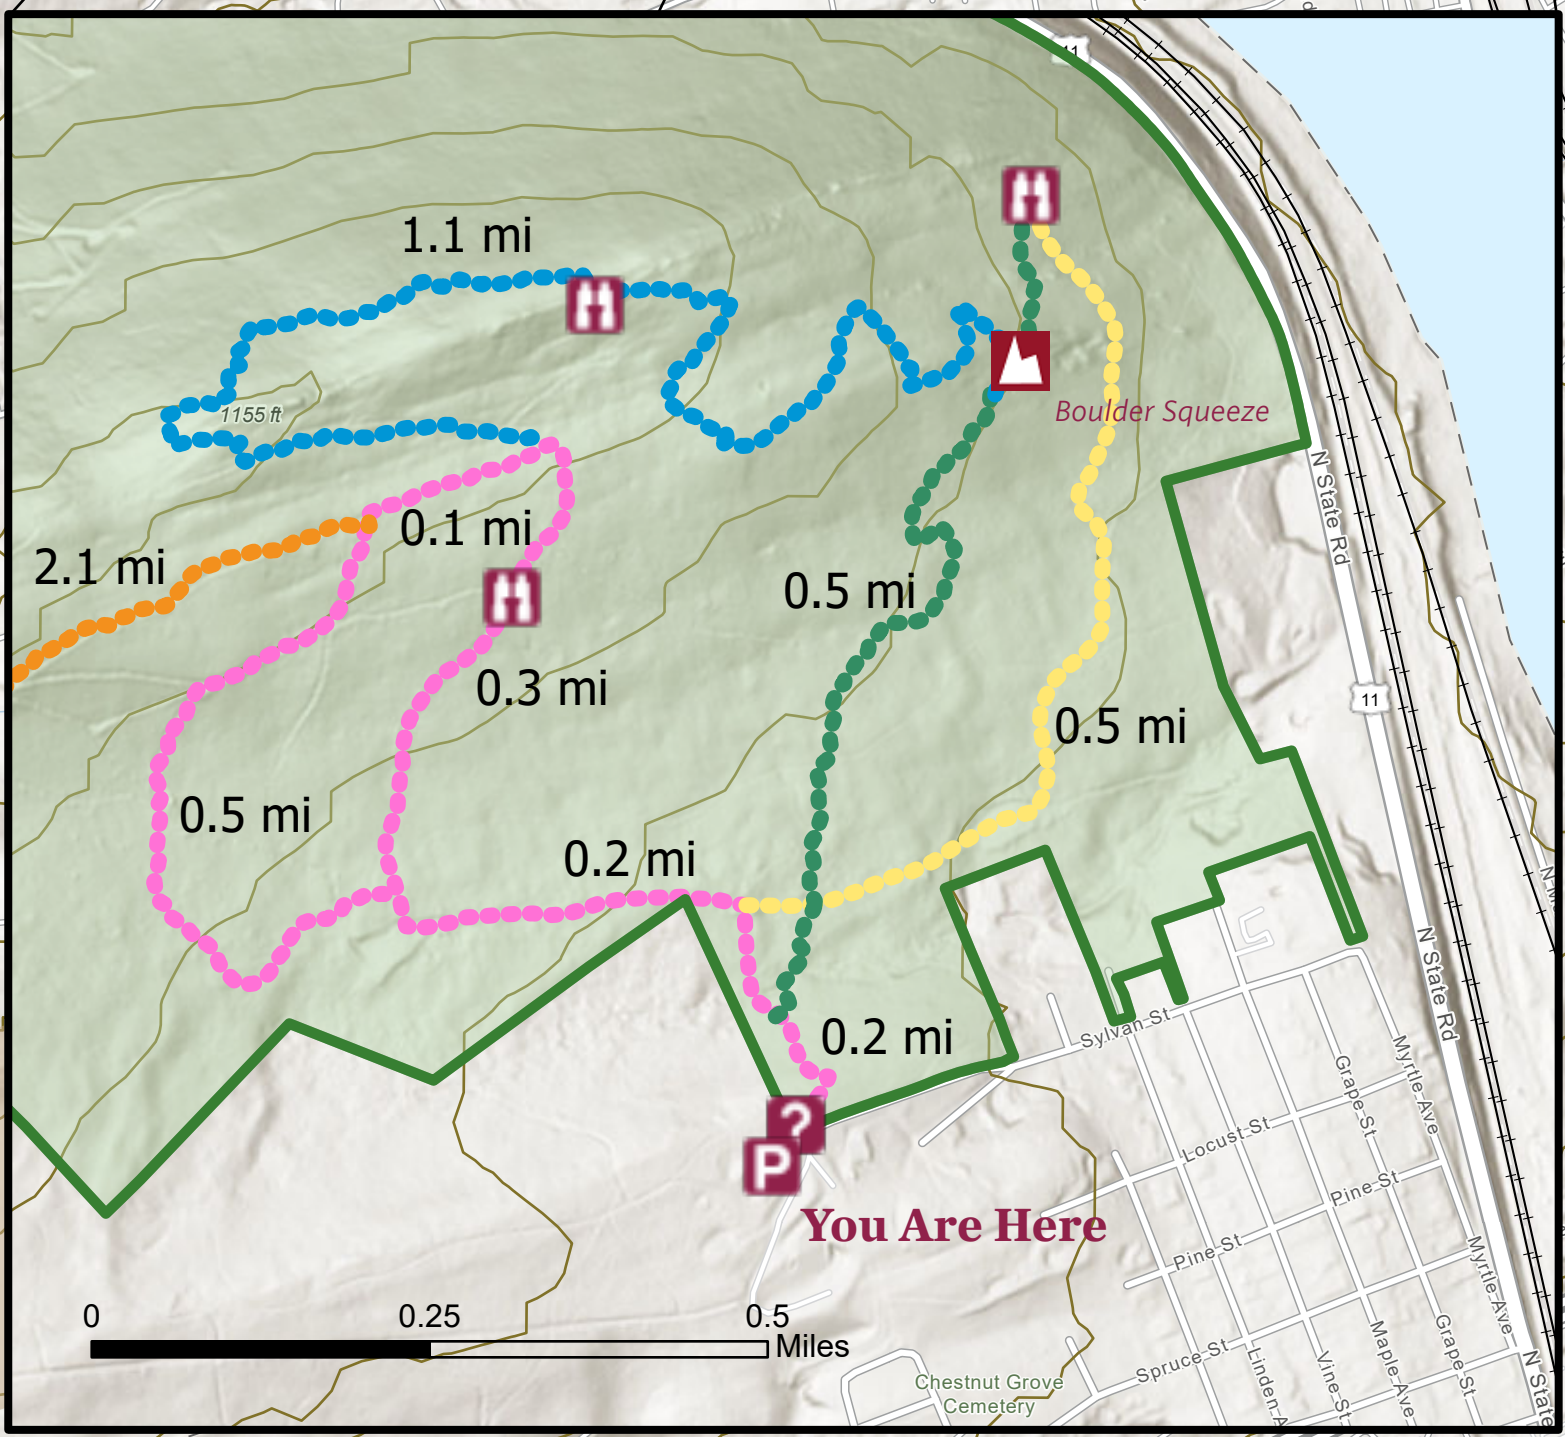 11
1.1 mi
1155 ft
Boulder Squeeze
0.1 mi
2.1 mi
0.5 mi
0.3 mi
0.5 mi
0.5 mi
0.2 mi
0.2 mi
N State Rd
11
N State Rd
Sylvan St
Myrtle Ave
Grape St
Locust St
Pine St
Pine St
Myrtle Ave
Grape St
Maple Ave
Vine St
Linden A
Spruce St
N State
N M
?
P
You Are Here
0 0.25 0.5
Miles
Chestnut Grove
Cemetery